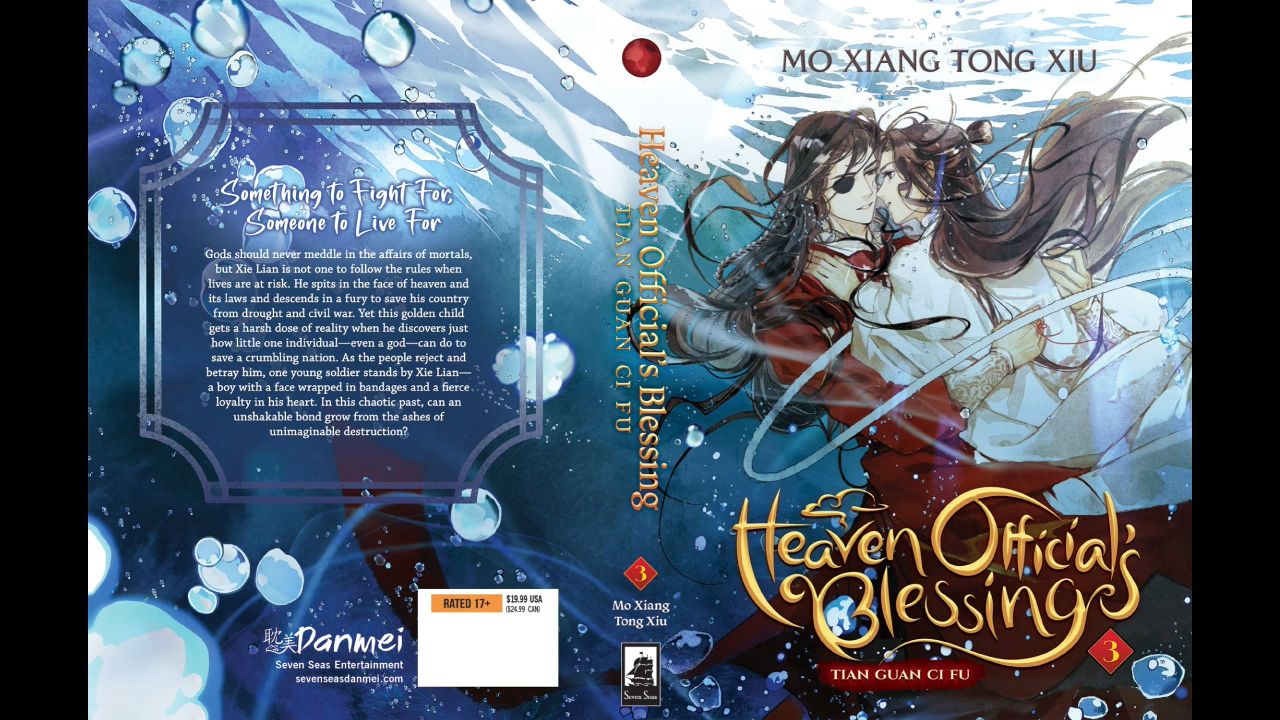 Something to Fight For,
Someone to Live For
Gods should never meddle in the affairs of mortals,
but Xie Lian is not one to follow the rules when
lives are at risk. He spits in the face of heaven and
its laws and descends in a fury to save his country
from drought and civil war. Yet this golden child
gets a harsh dose of reality when he discovers just
how little one individual—even a god—can do to
save a crumbling nation. As the people reject and
betray him, one young soldier stands by Xie Lian—
a boy with a face wrapped in bandages and a fierce
loyalty in his heart. In this chaotic past, can an
unshakable bond grow from the ashes of
unimaginable destruction?
耽美 Danmei
Seven Seas Entertainment
sevenseasdanmei.com
RATED 17+
$19.99 USA
($24.99 CAN)
Heaven Official's Blessing
TIAN GUAN CI FU
3
Mo Xiang
Tong Xiu
Seven Seas
MO XIANG TONG XIU
Heaven Official's
Blessing
3
TIAN GUAN CI FU